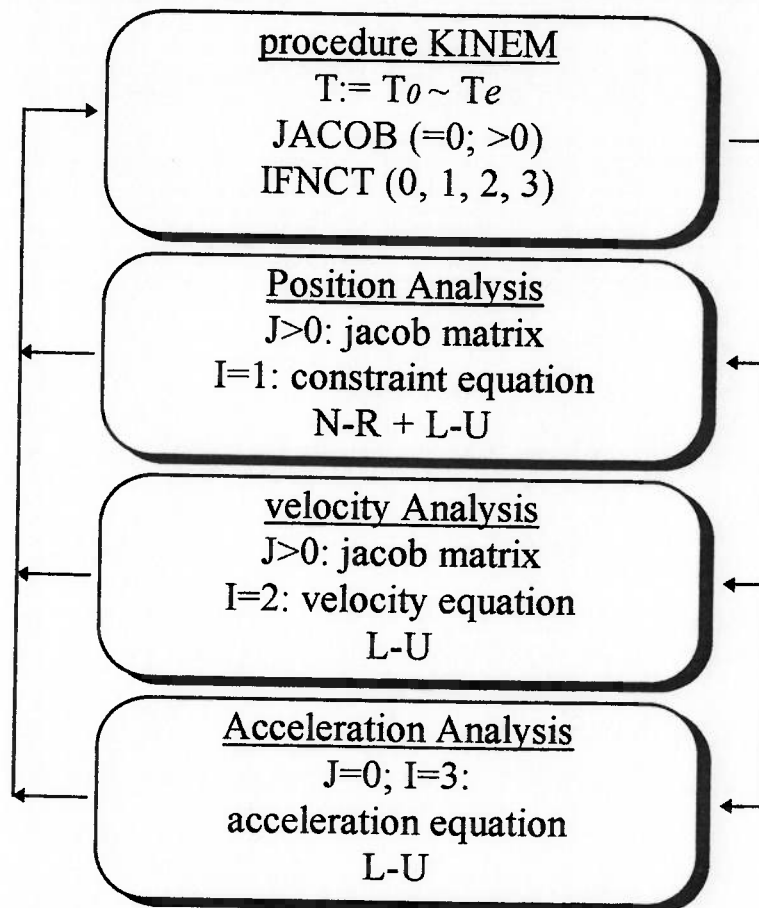 procedure KINEM
T:= T0 ~ Te
JACOB (=0; >0)
IFNCT (0, 1, 2, 3)
Position Analysis
J>0: jacob matrix
I=1: constraint equation
N-R + L-U
velocity Analysis
J>0: jacob matrix
I=2: velocity equation
L-U
Acceleration Analysis
J=0; I=3:
acceleration equation
L-U